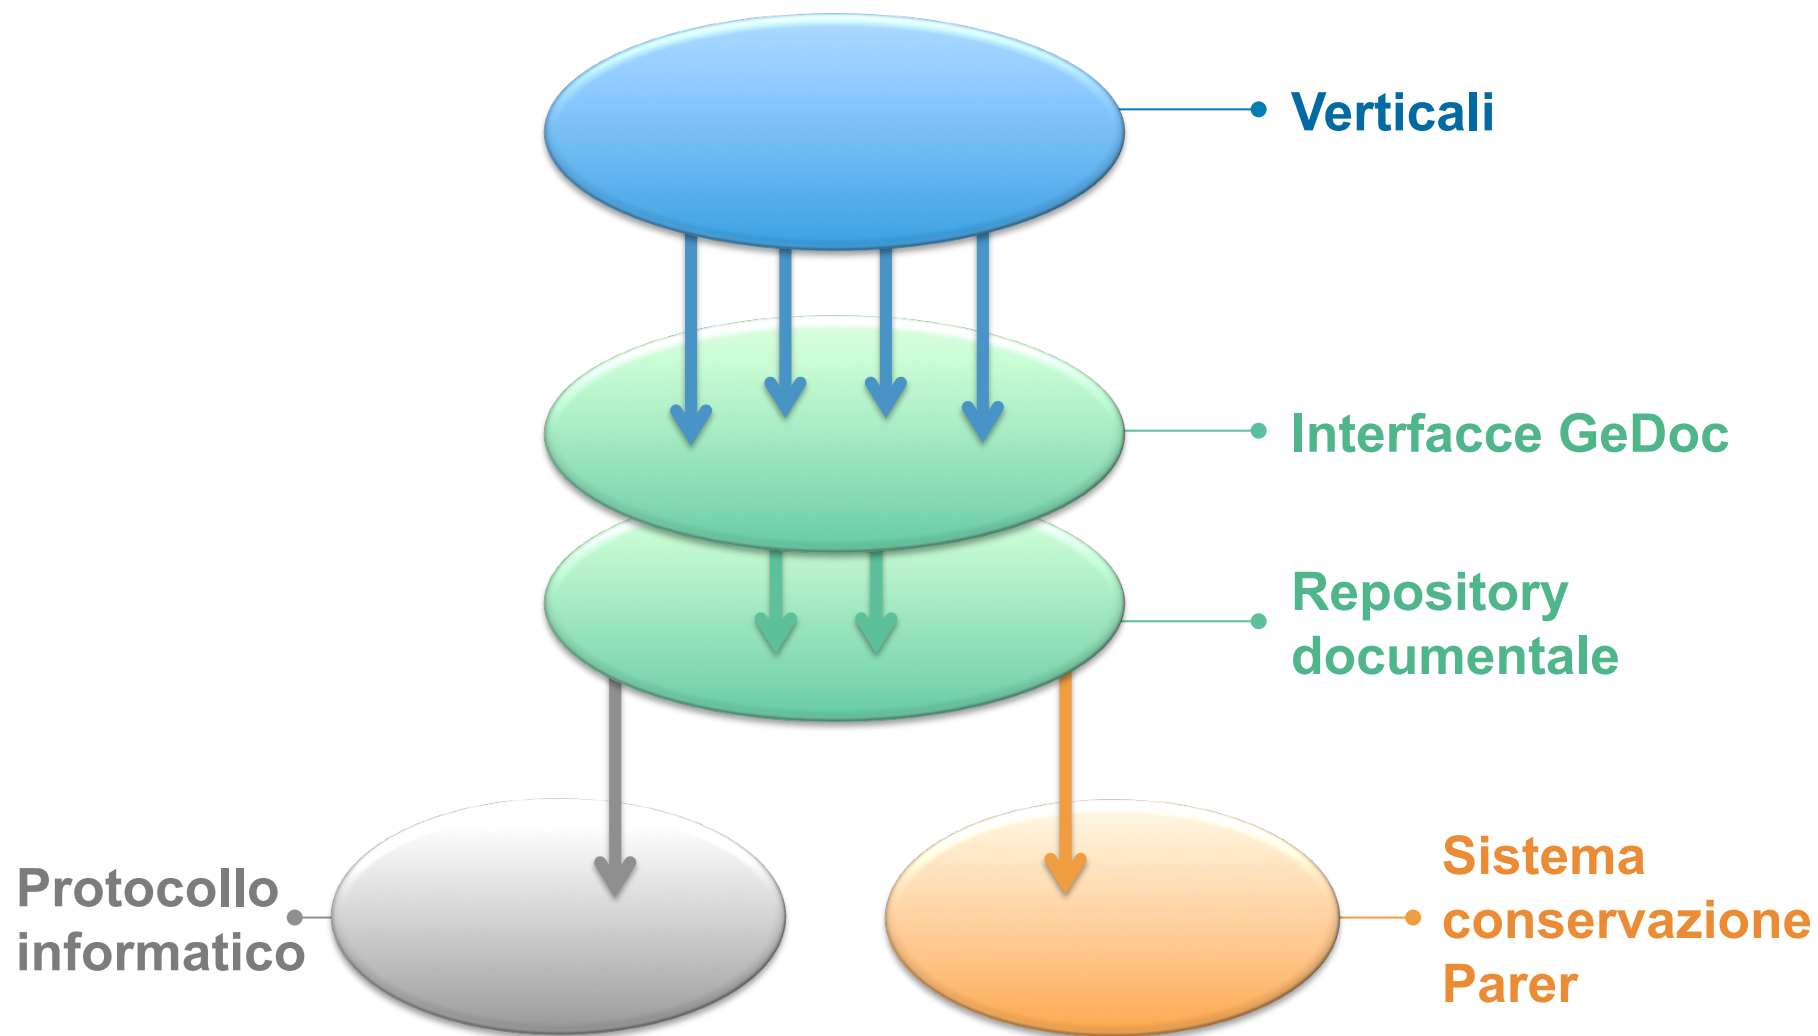 Verticali
Interfacce GeDoc
Repository
documentale
Protocollo
informatico
Sistema
conservazione
Parer